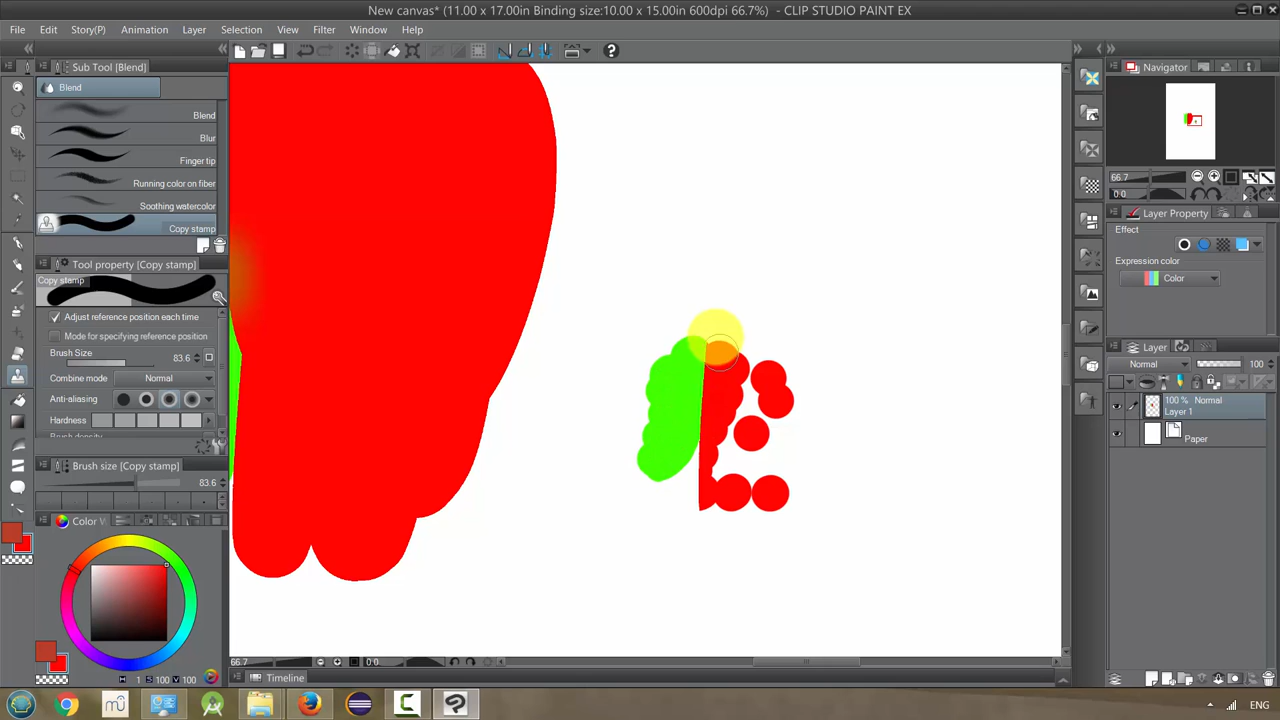 New canvas* (11.00 x 17.00in Binding size:10.00 x 15.00in 600dpi 66.7%) - CLIP STUDIO PAINT EX
File Edit Story(P) Animation Layer Selection View Filter Window Help
Sub Tool [Blend]
Blend
Blend
Blur
Finger tip
Running color on fiber
Soothing watercolor
Copy stamp
Tool property [Copy stamp]
Copy stamp
Adjust reference position each time
Mode for specifying reference position
Brush Size 83.6
Combine mode Normal
Anti-aliasing
Hardness
Brush density
Brush size [Copy stamp]
83.6
Color
H 1 S 100 V 100
66.7 0.0
Timeline
Navigator
66.7
0.0
Layer Property
Effect
Expression color
Color
Layer
Normal 100
100 % Normal
Layer 1
Paper
ENG